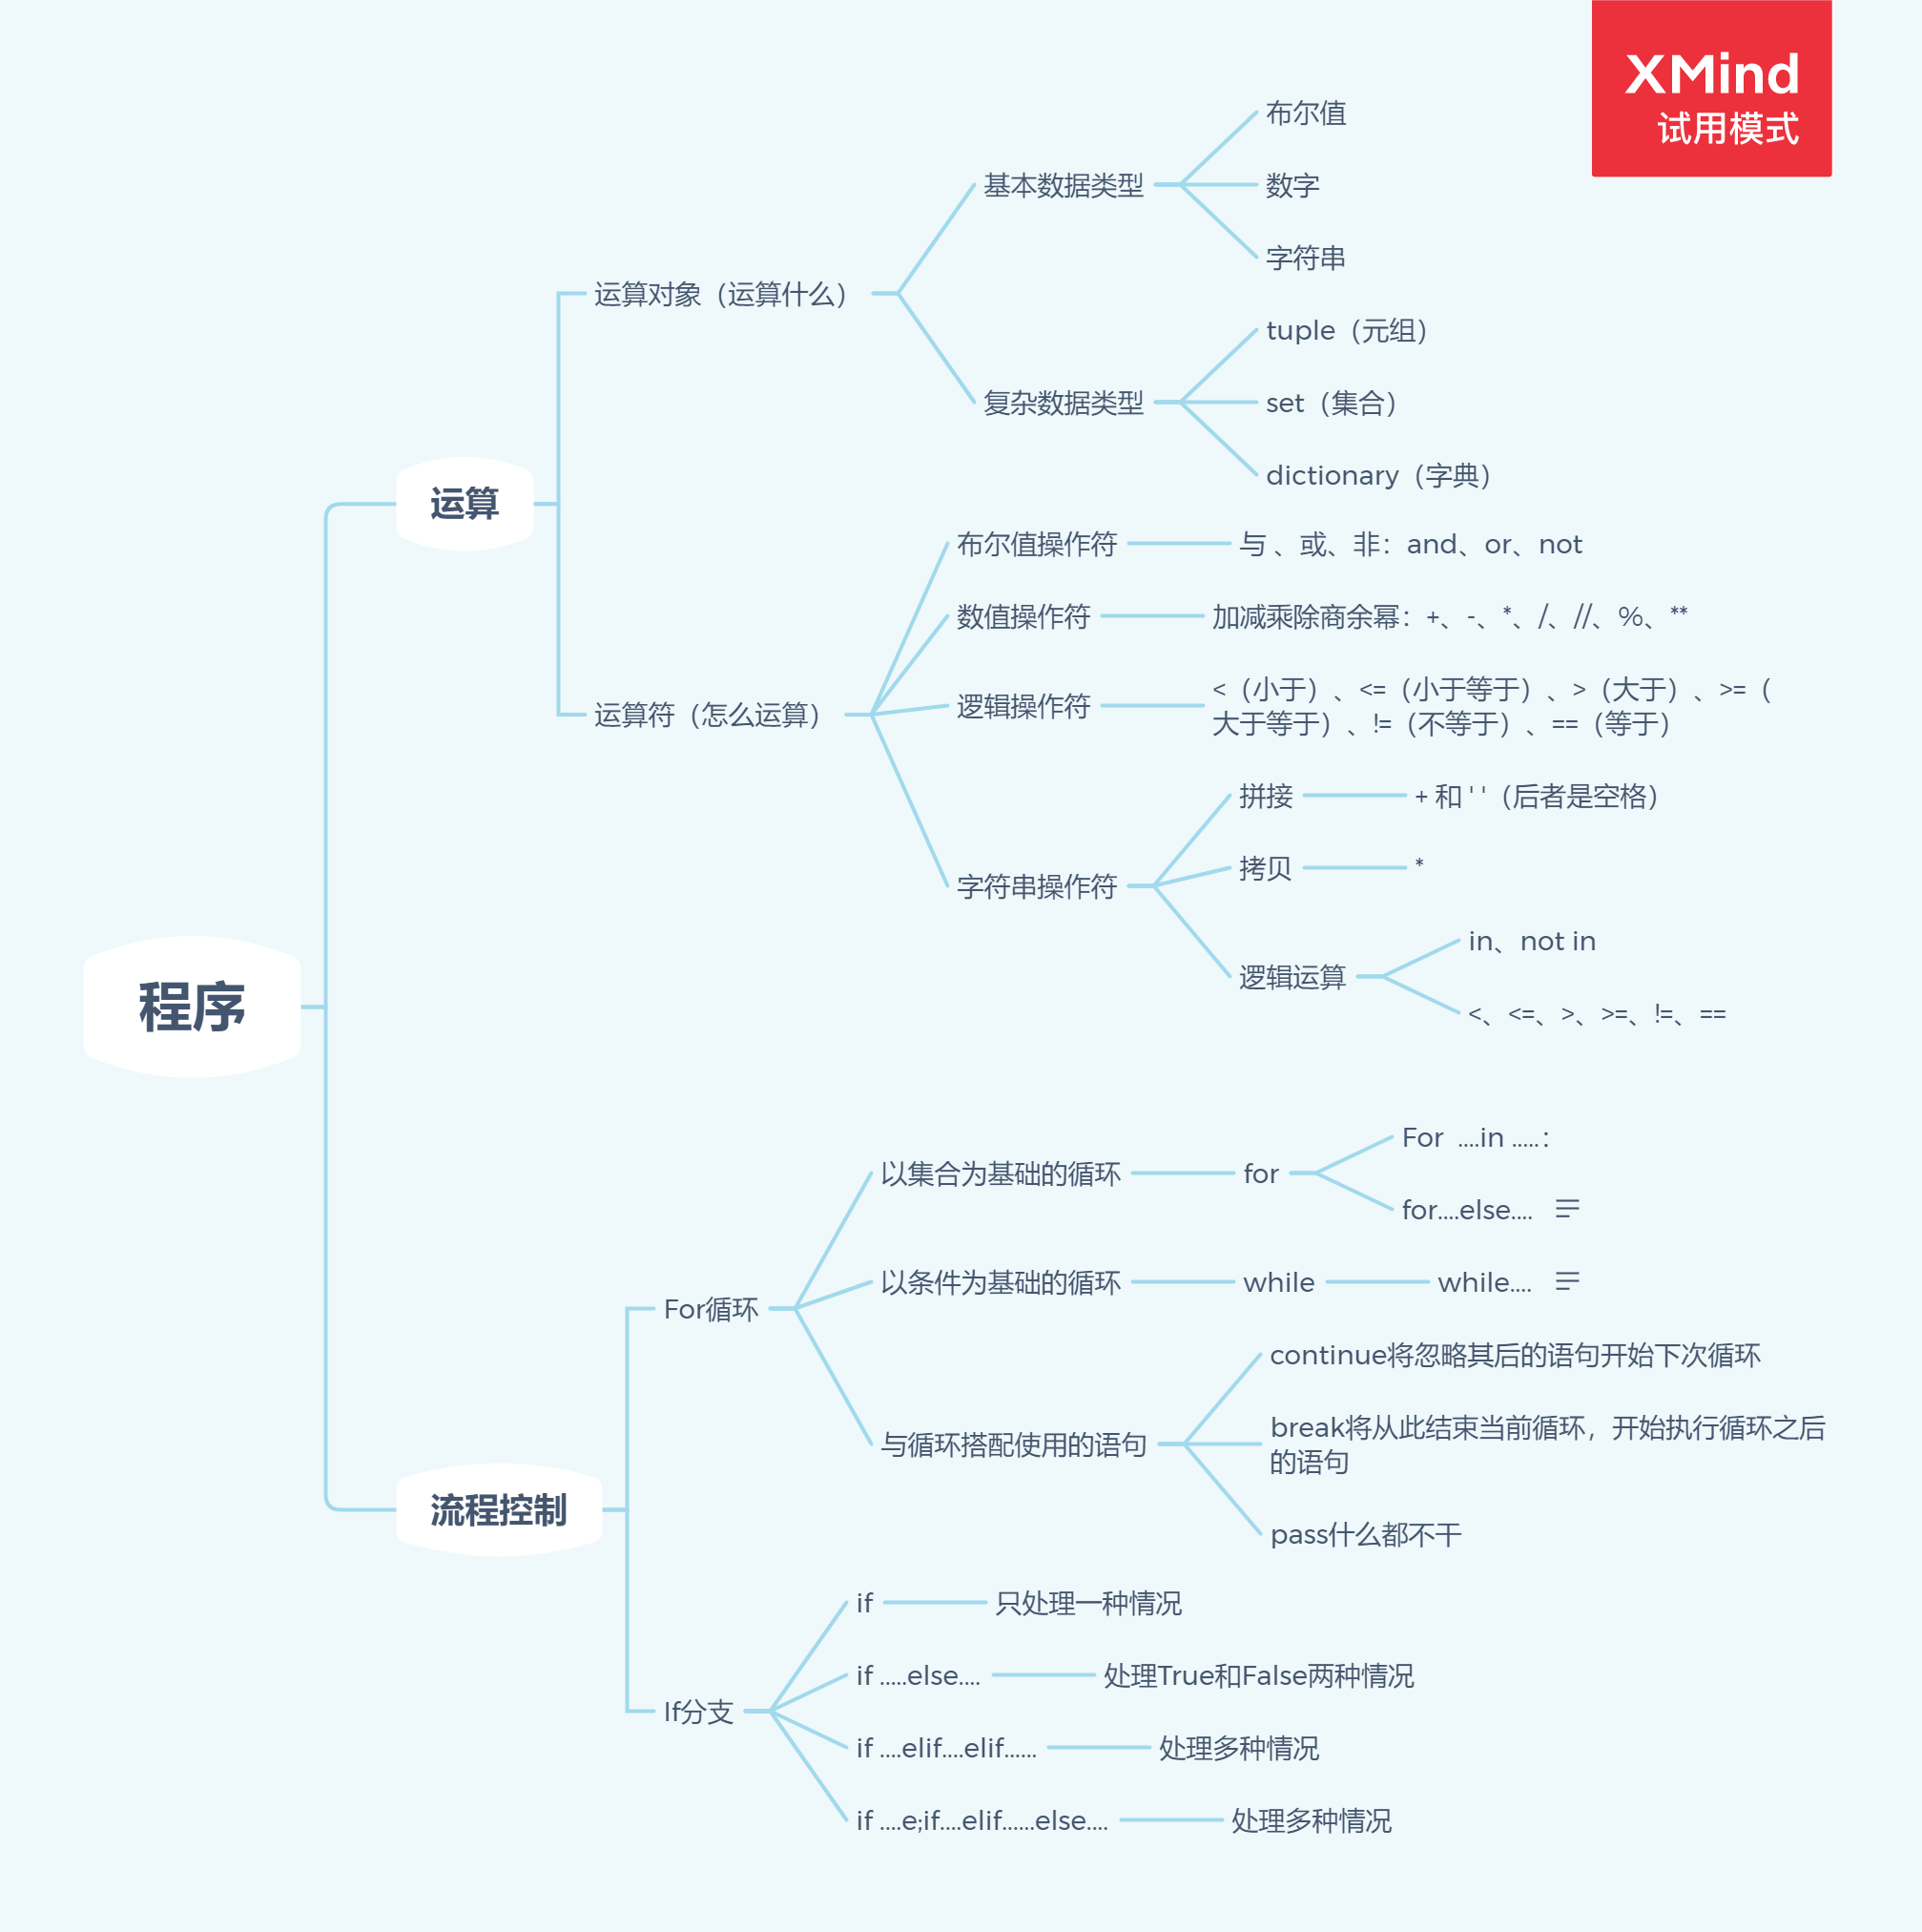 XMind
试用模式
布尔值
基本数据类型
数字
字符串
运算对象（运算什么）
tuple（元组）
复杂数据类型
set（集合）
dictionary（字典）
运算
布尔值操作符
与 、或、非：and、or、not
数值操作符
加减乘除商余幂：+、-、*、/、//、%、**
运算符（怎么运算）
逻辑操作符
<（小于）、<=（小于等于）、>（大于）、>=（
大于等于）、!=（不等于）、==（等于）
字符串操作符
拼接
+ 和 ' '（后者是空格）
拷贝
*
逻辑运算
in、not in
<、<=、>、>=、!=、==
程序
流程控制
For循环
以集合为基础的循环
for
For  ....in .....：
for....else....
以条件为基础的循环
while
while....
与循环搭配使用的语句
continue将忽略其后的语句开始下次循环
break将从此结束当前循环，开始执行循环之后
的语句
pass什么都不干
If分支
if
只处理一种情况
if .....else....
处理True和False两种情况
if ....elif....elif......
处理多种情况
if ....e;if....elif......else....
处理多种情况